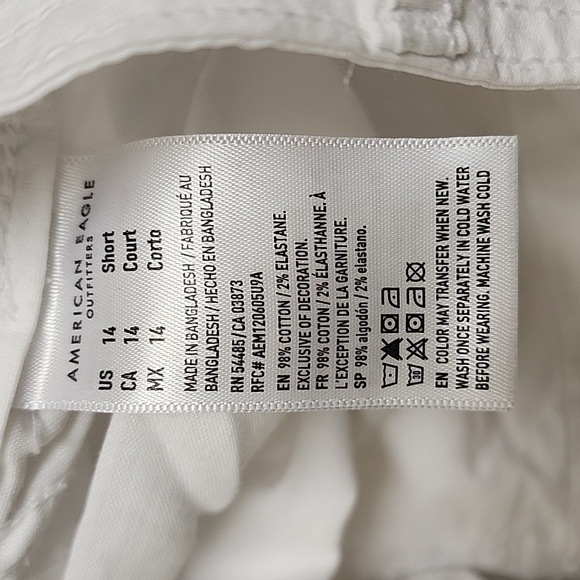 AMERICAN EAGLE
OUTFITTERS
US 14 Short
CA 14 Court
MX 14 Corto
MADE IN BANGLADESH / FABRIQUÉ AU
BANGLADESH / HECHO EN BANGLADESH
RN 54485 / CA 08873
RFC# AEM120605U9A
EN 98% COTTON / 2% ELASTANE.
EXCLUSIVE OF DECORATION.
FR 98% COTON / 2% ÉLASTHANNE. À
L'EXCEPTION DE LA GARNITURE.
SP 98% algodón / 2% elastano.
EN COLOR MAY TRANSFER WHEN NEW.
WASH ONCE SEPARATELY IN COLD WATER
BEFORE WEARING. MACHINE WASH COLD